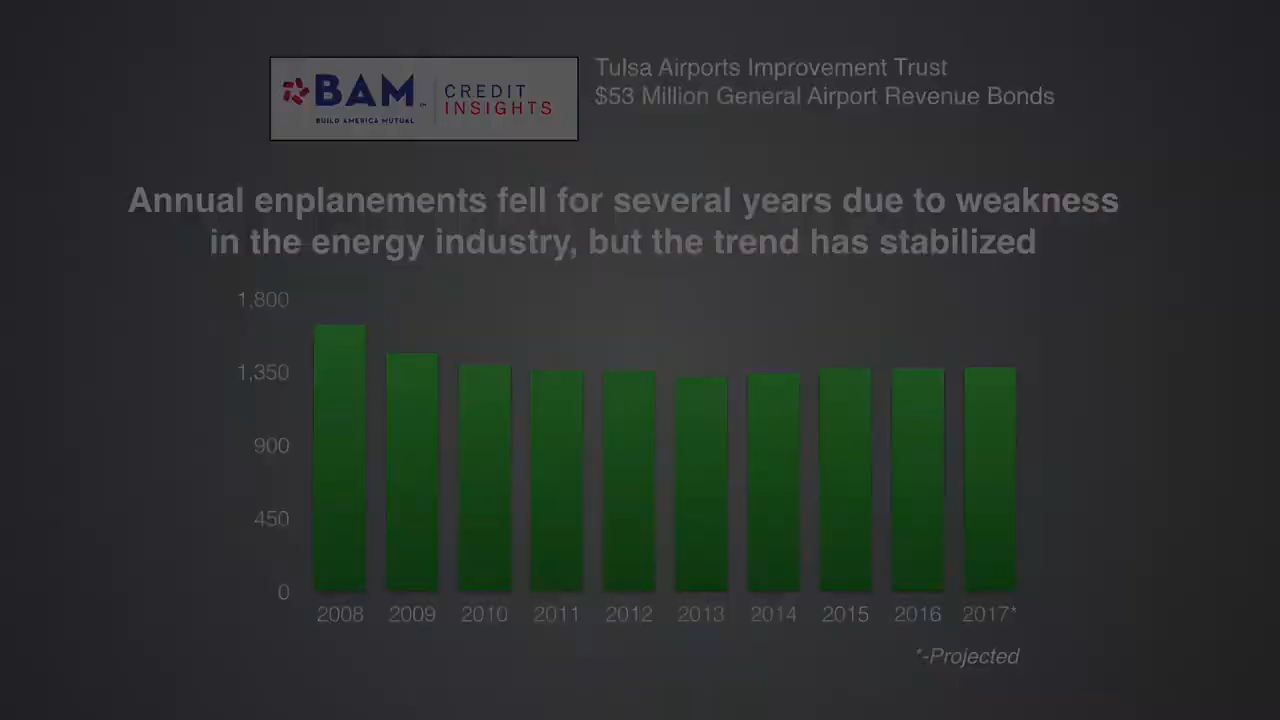 BAM
BUILD AMERICA MUTUAL
CREDIT
INSIGHTS
Tulsa Airports Improvement Trust
$53 Million General Airport Revenue Bonds
Annual enplanements fell for several years due to weakness
in the energy industry, but the trend has stabilized
1,800
1,350
900
450
0
2008 2009 2010 2011 2012 2013 2014 2015 2016 2017*
*-Projected